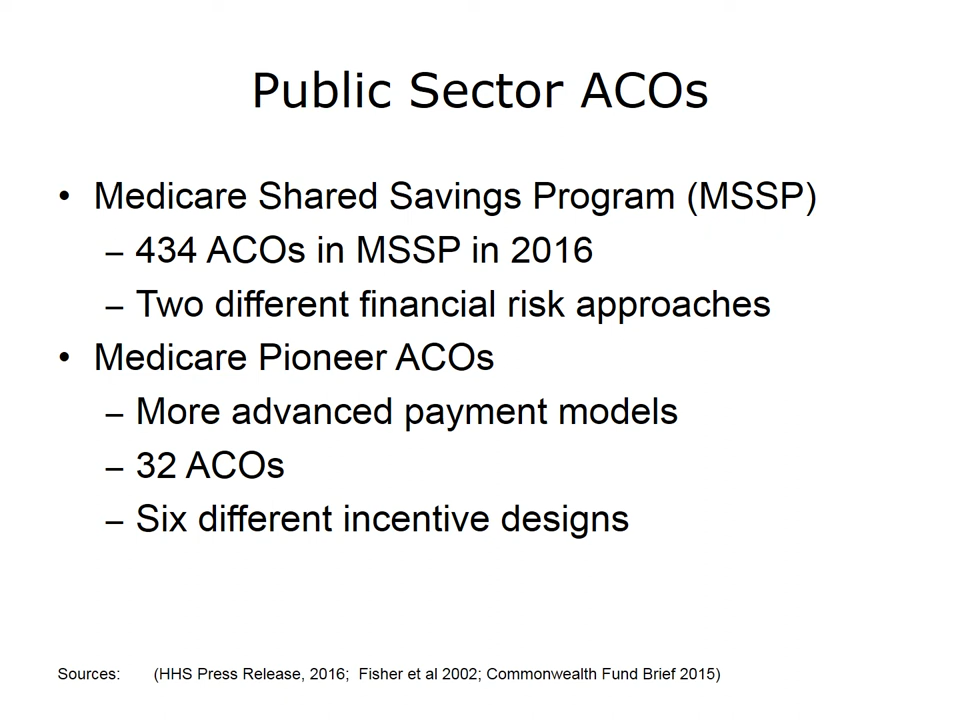 Public Sector ACOs
• Medicare Shared Savings Program (MSSP)
– 434 ACOs in MSSP in 2016
– Two different financial risk approaches
• Medicare Pioneer ACOs
– More advanced payment models
– 32 ACOs
– Six different incentive designs
Sources: (HHS Press Release, 2016; Fisher et al 2002; Commonwealth Fund Brief 2015)